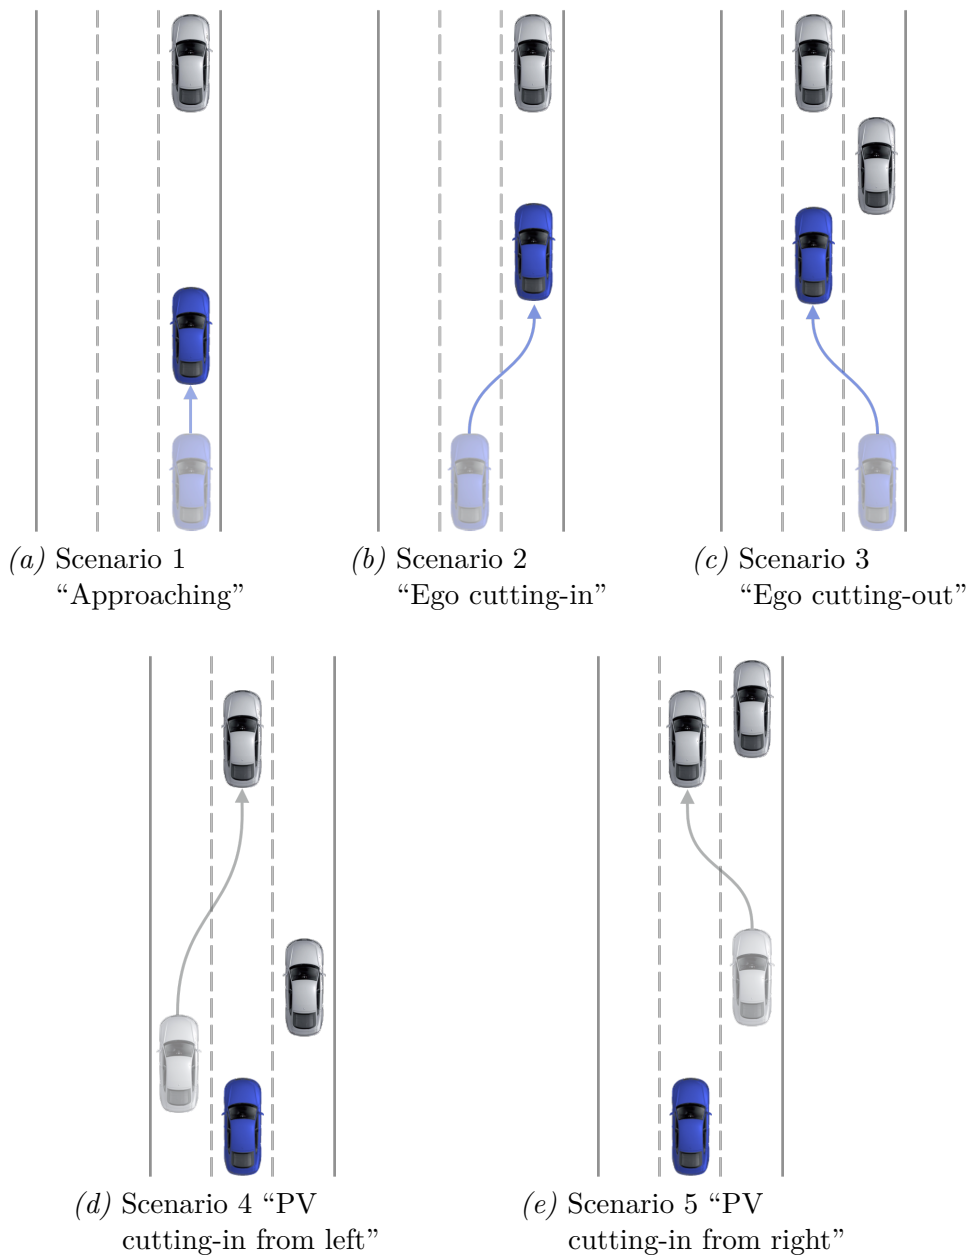 (a) Scenario 1
“Approaching”
(b) Scenario 2
“Ego cutting-in”
(c) Scenario 3
“Ego cutting-out”
(d) Scenario 4 “PV
cutting-in from left”
(e) Scenario 5 “PV
cutting-in from right”